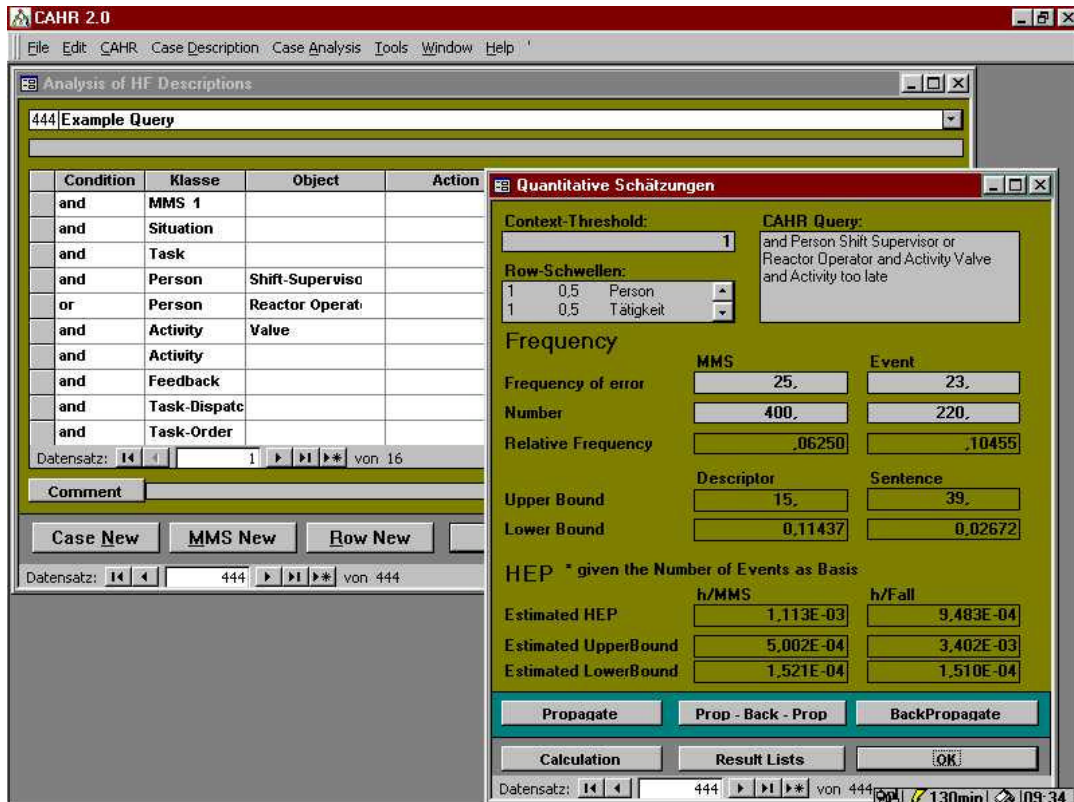 CAHR 2.0
File Edit CAHR Case Description Case Analysis Tools Window Help '
Analysis of HF Descriptions
444 Example Query
Condition Klasse Object Action
and MMS 1
and Situation
and Task
and Person Shift-Superviso
or Person Reactor Operat
and Activity Valve
and Activity
and Feedback
and Task-Dispatc
and Task-Order
Datensatz: 1 von 16
Comment
Case New MMS New Row New
Datensatz: 444 von 444
Quantitative Schätzungen
Context-Threshold:
1
Row-Schwellen:
1 0,5 Person
1 0,5 Tätigkeit
CAHR Query:
and Person Shift Supervisor or
Reactor Operator and Activity Valve
and Activity too late
Frequency
MMS Event
Frequency of error 25, 23,
Number 400, 220,
Relative Frequency ,06250 ,10455
Descriptor Sentence
Upper Bound 15, 39,
Lower Bound 0,11437 0,02672
HEP * given the Number of Events as Basis
h/MMS h/Fall
Estimated HEP 1,113E-03 9,483E-04
Estimated UpperBound 5,002E-04 3,402E-03
Estimated LowerBound 1,521E-04 1,510E-04
Propagate Prop - Back - Prop BackPropagate
Calculation Result Lists OK
Datensatz: 444 von 444
130min 09:34